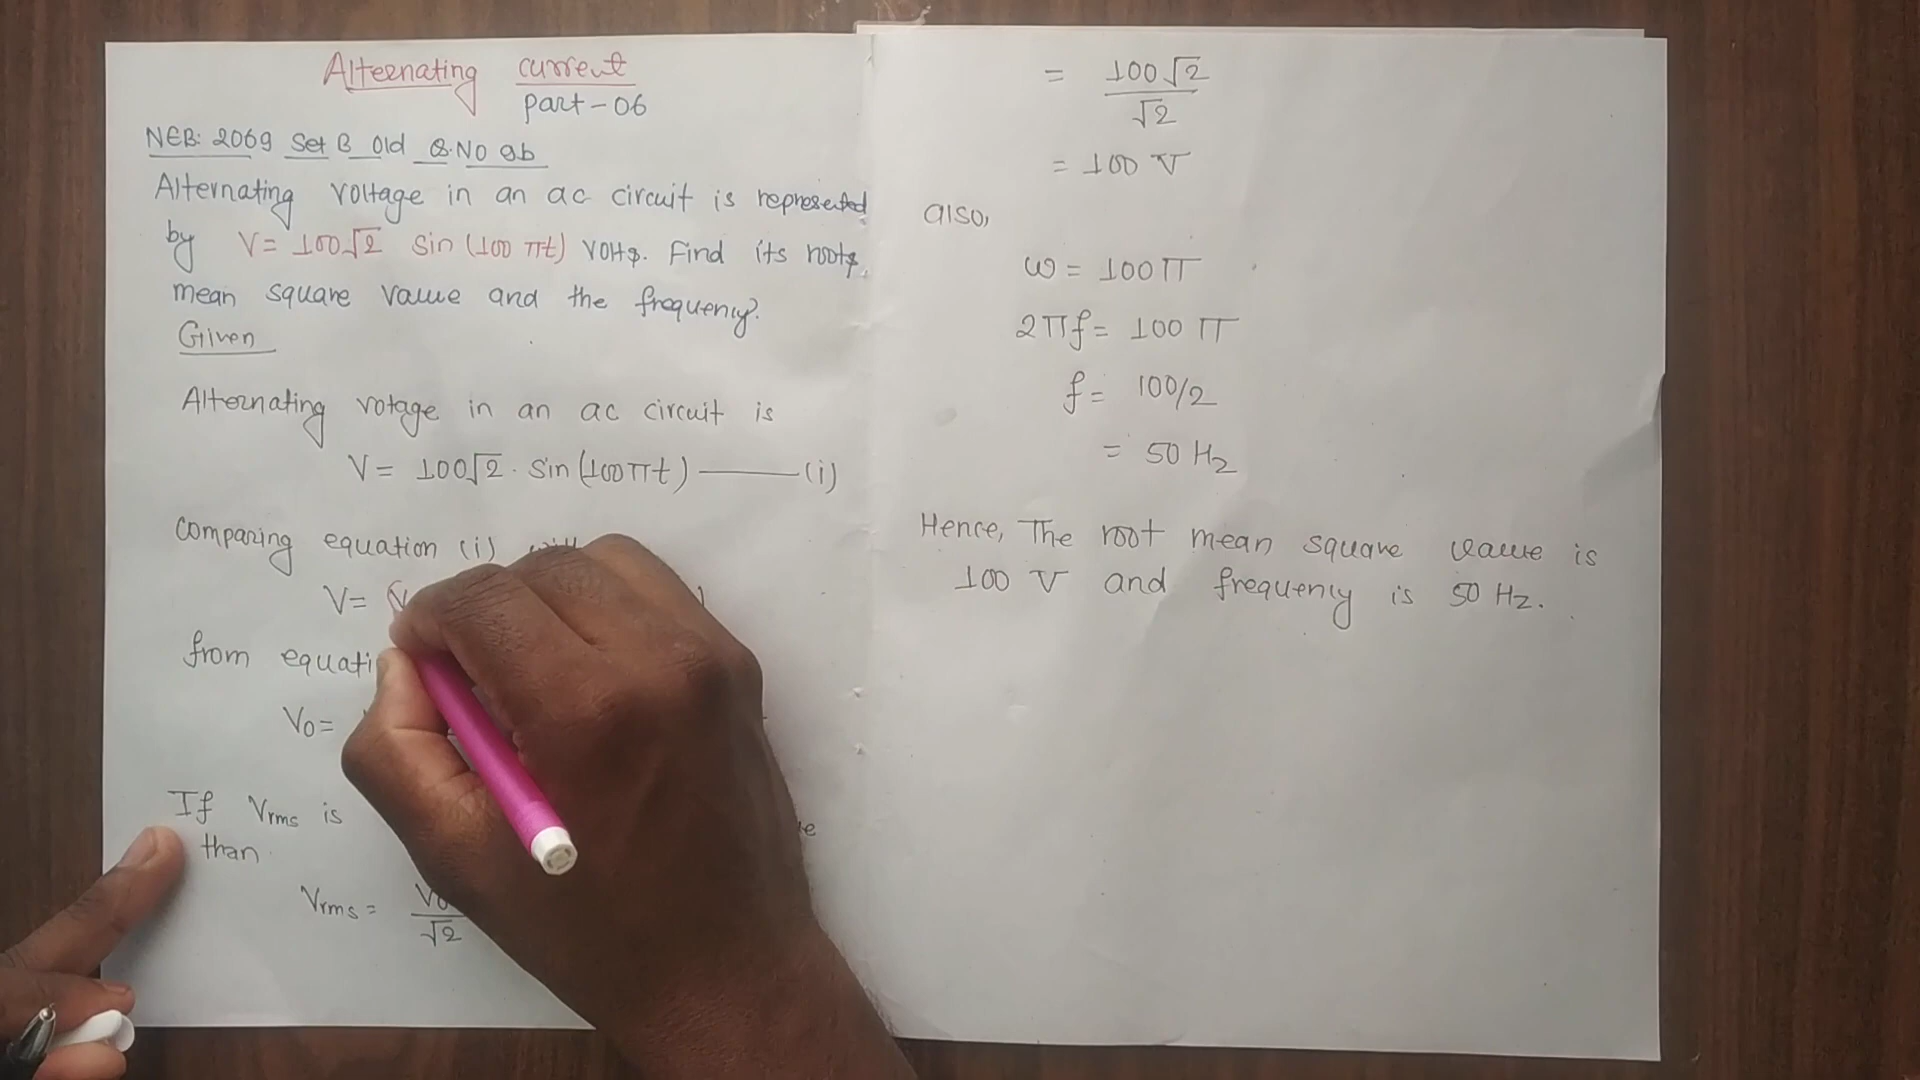 Alternating current
part-06
NEB: 2069 Set B Old Q.No 9b
Alternating voltage in an ac circuit is represented
by V= 100√2 sin (100 πt) volts. Find its roots,
mean square value and the frequency?
Given
Alternating votage in an ac circuit is
V= 100√2 . Sin (100πt) ——— (i)
Comparing equation (i) with
V=
from equati
V₀=
If Vrms is
than
Vrms = V₀/√2
= 100√2/√2
= 100 V
also,
ω = 100π
2πf = 100 π
f = 100/2
= 50 Hz
Hence, The root mean square value is
100 V and frequency is 50 Hz.